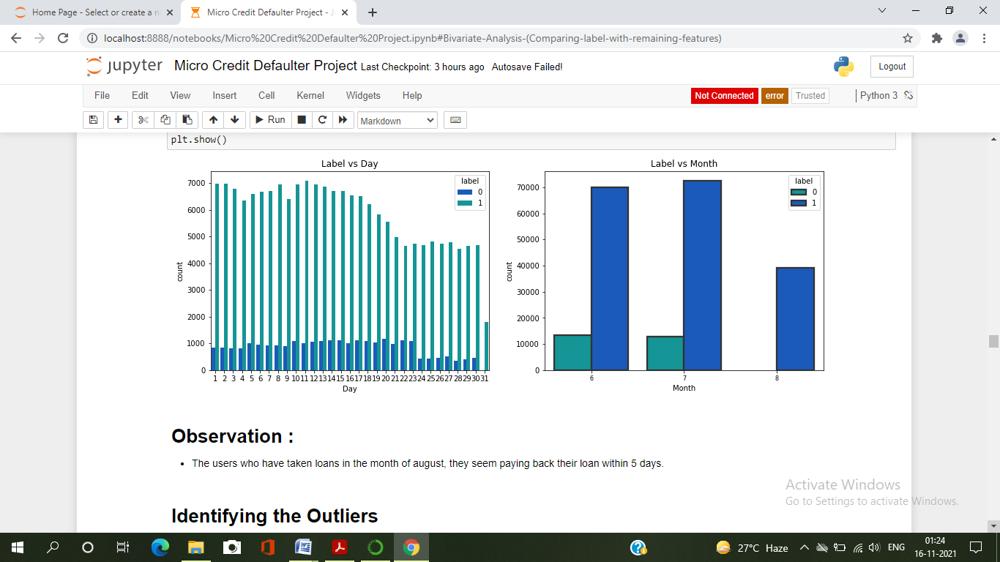 Home Page - Select or create a n
Micro Credit Defaulter Project - J
localhost:8888/notebooks/Micro%20Credit%20Defaulter%20Project.ipynb#Bivariate-Analysis-(Comparing-label-with-remaining-features)
jupyter Micro Credit Defaulter Project Last Checkpoint: 3 hours ago Autosave Failed! Logout
File Edit View Insert Cell Kernel Widgets Help Not Connected error Trusted Python 3
Run Markdown
plt.show()
Label vs Day
label
0
1
7000
6000
5000
4000
3000
2000
1000
0
count
1 2 3 4 5 6 7 8 9 10 11 12 13 14 15 16 17 18 19 20 21 22 23 24 25 26 27 28 29 30 31
Day
Label vs Month
label
0
1
70000
60000
50000
40000
30000
20000
10000
0
count
6 7 8
Month
Observation :
• The users who have taken loans in the month of august, they seem paying back their loan within 5 days.
Activate Windows
Go to Settings to activate Windows.
Identifying the Outliers
27°C Haze ENG 01:24
16-11-2021